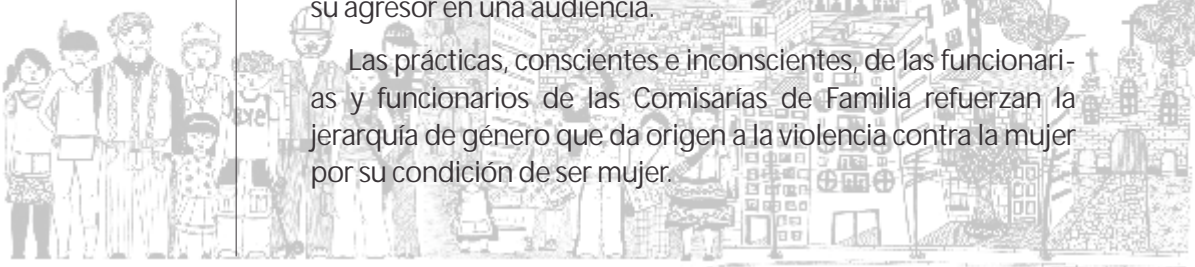 su agresor en una audiencia.
Las prácticas, conscientes e inconscientes, de las funcionari-
as y funcionarios de las Comisarías de Familia refuerzan la
jerarquía de género que da origen a la violencia contra la mujer
por su condición de ser mujer.